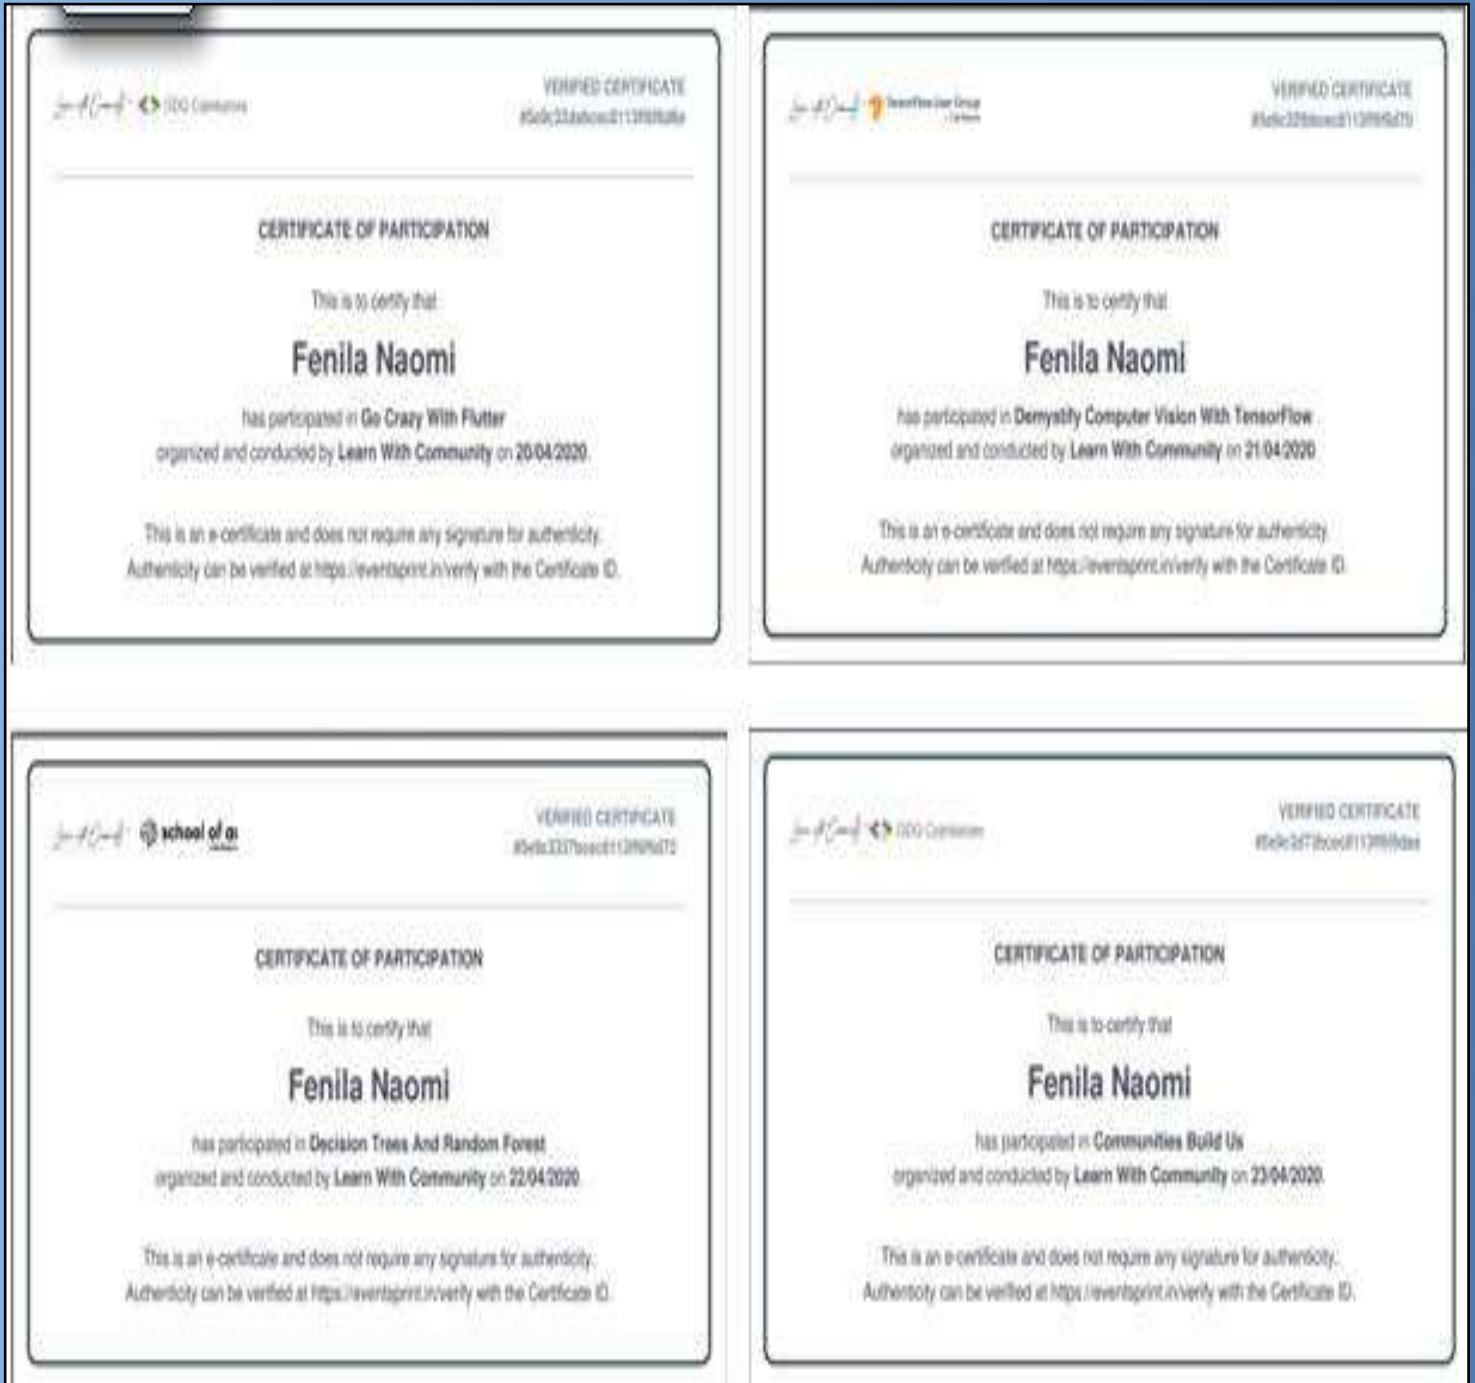 GDG Coimbatore
VERIFIED CERTIFICATE
CERTIFICATE OF PARTICIPATION
This is to certify that
Fenila Naomi
has participated in Go Crazy With Flutter
organized and conducted by Learn With Community on 20/04/2020.
This is an e-certificate and does not require any signature for authenticity.
Authenticity can be verified at https://eventsprint.in/verify with the Certificate ID.
TensorFlow User Group
VERIFIED CERTIFICATE
CERTIFICATE OF PARTICIPATION
This is to certify that
Fenila Naomi
has participated in Demystify Computer Vision With TensorFlow
organized and conducted by Learn With Community on 21/04/2020.
This is an e-certificate and does not require any signature for authenticity.
Authenticity can be verified at https://eventsprint.in/verify with the Certificate ID.
school of ai
VERIFIED CERTIFICATE
CERTIFICATE OF PARTICIPATION
This is to certify that
Fenila Naomi
has participated in Decision Trees And Random Forest
organized and conducted by Learn With Community on 22/04/2020.
This is an e-certificate and does not require any signature for authenticity.
Authenticity can be verified at https://eventsprint.in/verify with the Certificate ID.
GDG Coimbatore
VERIFIED CERTIFICATE
CERTIFICATE OF PARTICIPATION
This is to certify that
Fenila Naomi
has participated in Communities Build Us
organized and conducted by Learn With Community on 23/04/2020.
This is an e-certificate and does not require any signature for authenticity.
Authenticity can be verified at https://eventsprint.in/verify with the Certificate ID.